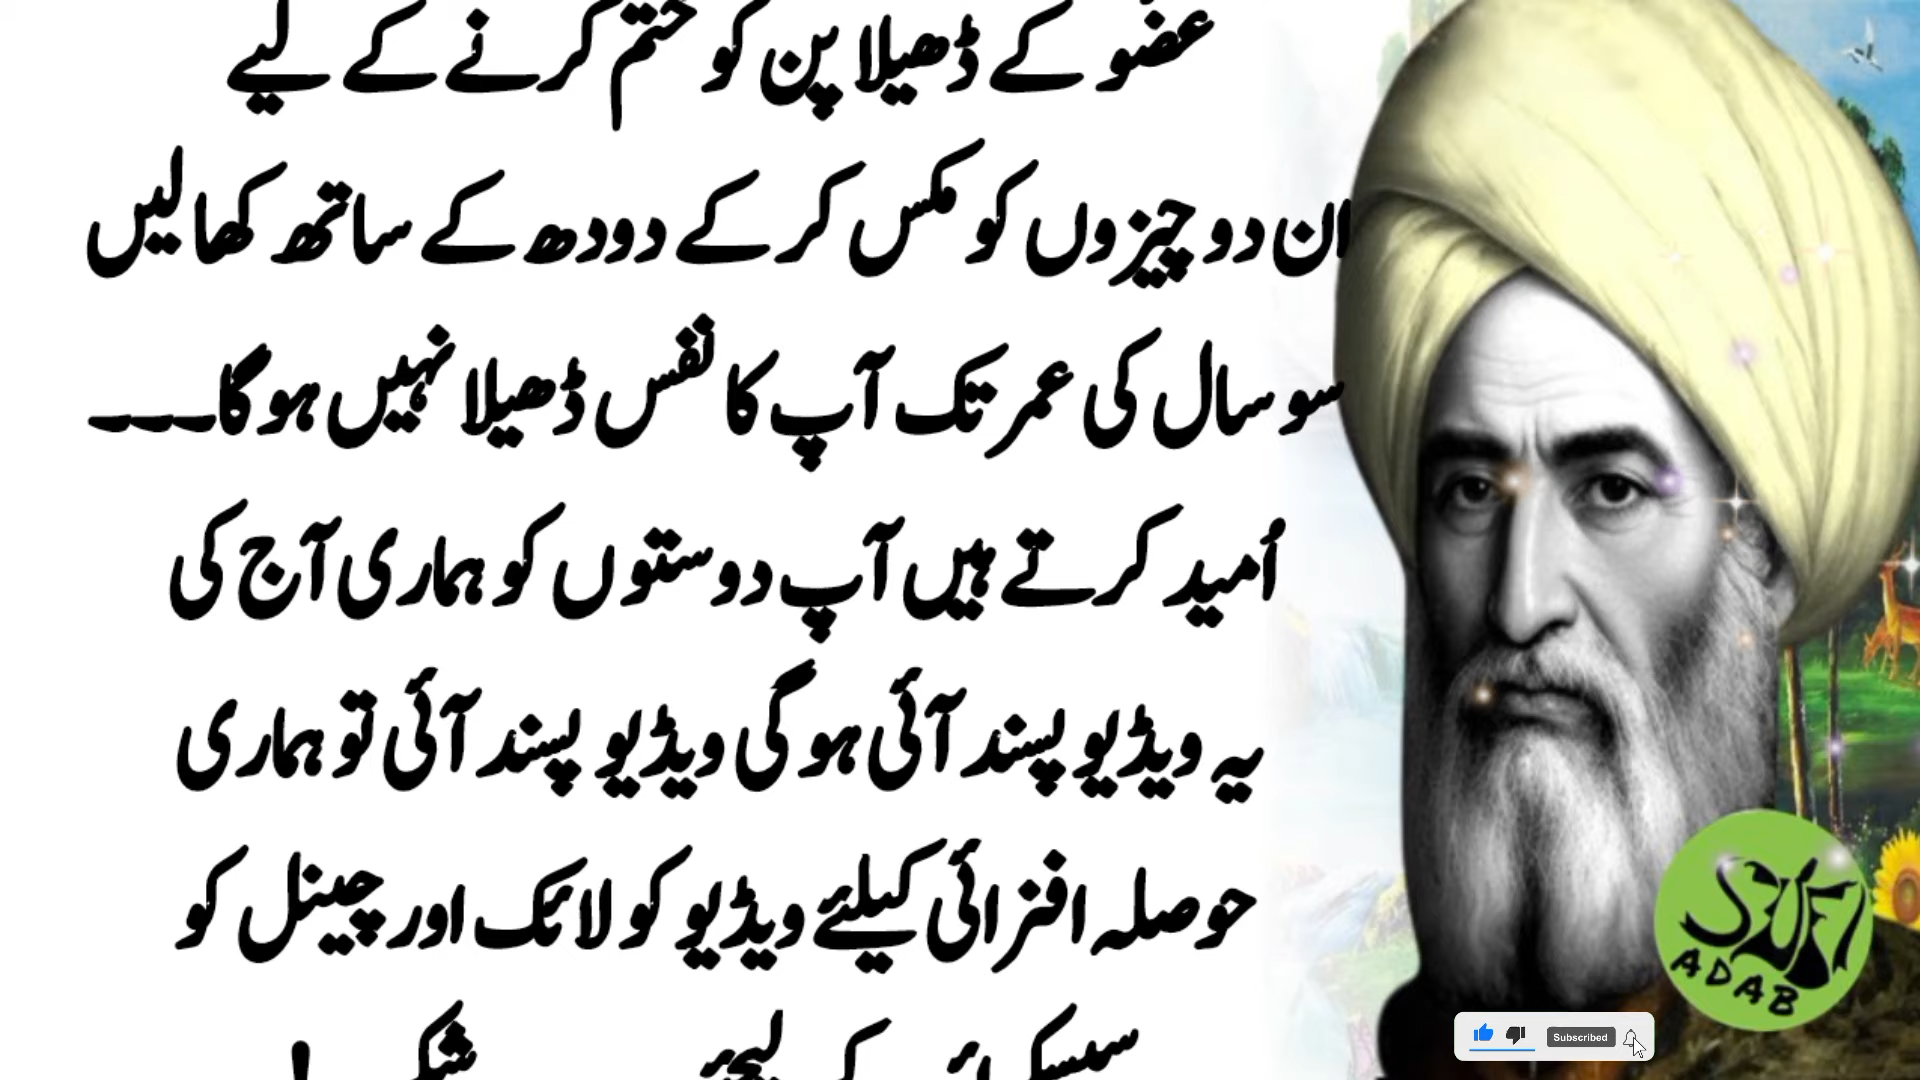 عضو کے ڈھیلا پن کو ختم کرنے کے لیے
ان دو چیزوں کو مکس کر کے دودھ کے ساتھ کھا لیں
سو سال کی عمر تک آپ کا نفس ڈھیلا نہیں ہو گا۔۔۔
اُمید کرتے ہیں آپ دوستوں کو ہماری آج کی
یہ ویڈیو پسند آئی ہو گی ویڈیو پسند آئی تو ہماری
حوصلہ افزائی کیلئے ویڈیو کو لائک اور چینل کو
SUFI
ADAB
Subscribed